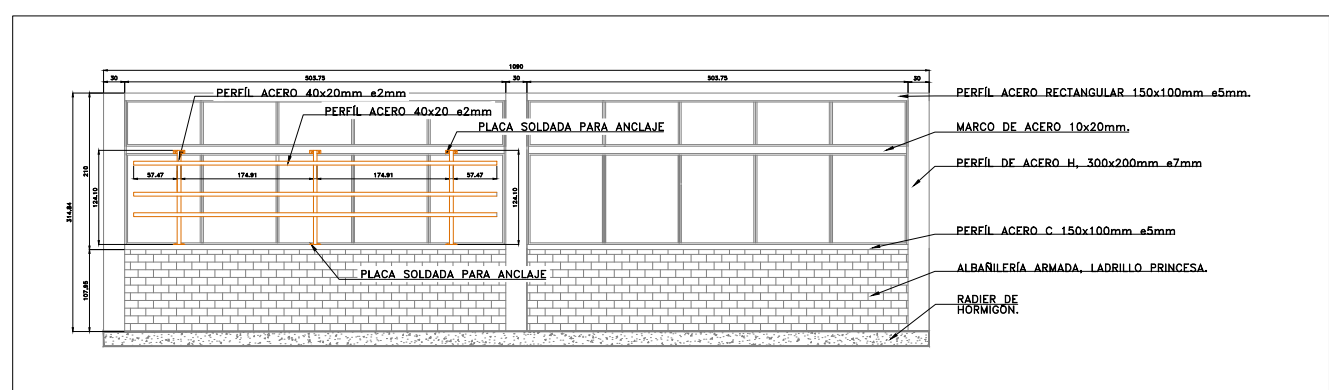 1090
30
503.75
30
503.75
30
PERFÍL ACERO 40x20mm e2mm
PERFÍL ACERO 40x20 e2mm
PLACA SOLDADA PARA ANCLAJE
PERFÍL ACERO RECTANGULAR 150x100mm e5mm.
MARCO DE ACERO 10x20mm.
PERFÍL DE ACERO H, 300x200mm e7mm
57.47
174.91
174.91
57.47
210
124.10
124.10
314.84
PERFÍL ACERO C 150x100mm e5mm
PLACA SOLDADA PARA ANCLAJE
ALBAÑILERÍA ARMADA, LADRILLO PRINCESA.
RADIER DE
HORMIGON.